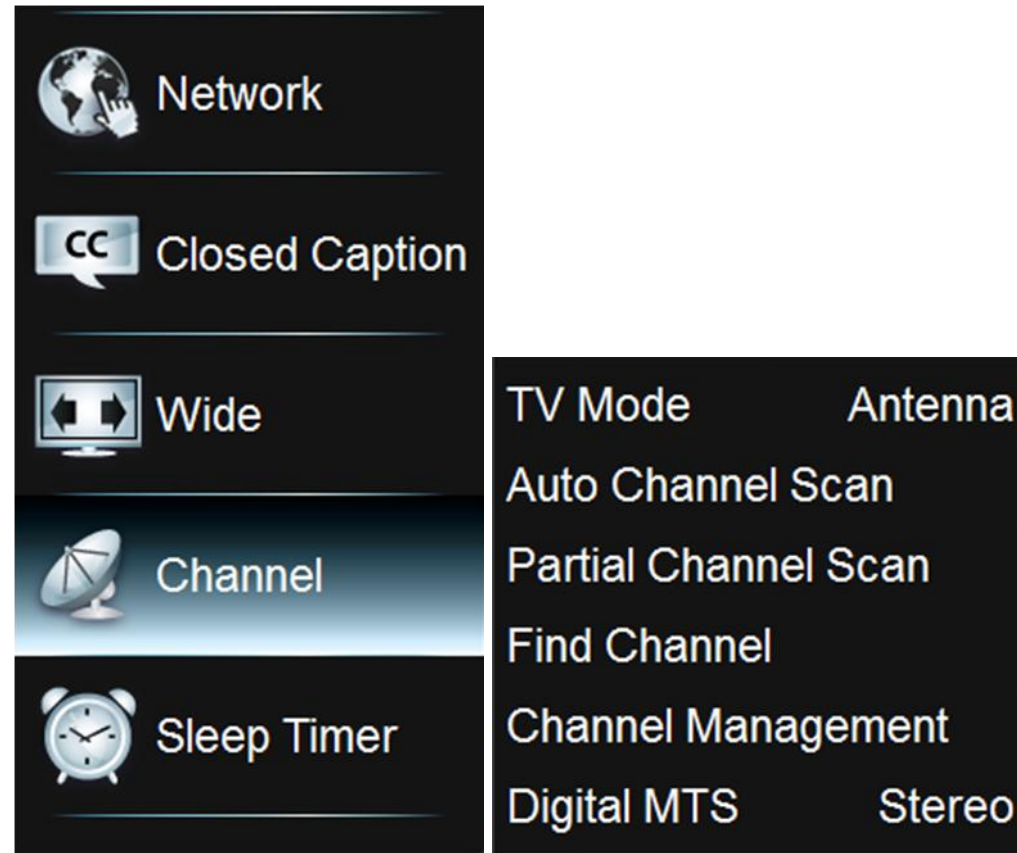 Network
CC
Closed Caption
Wide
Channel
Sleep Timer
TV Mode Antenna
Auto Channel Scan
Partial Channel Scan
Find Channel
Channel Management
Digital MTS Stereo